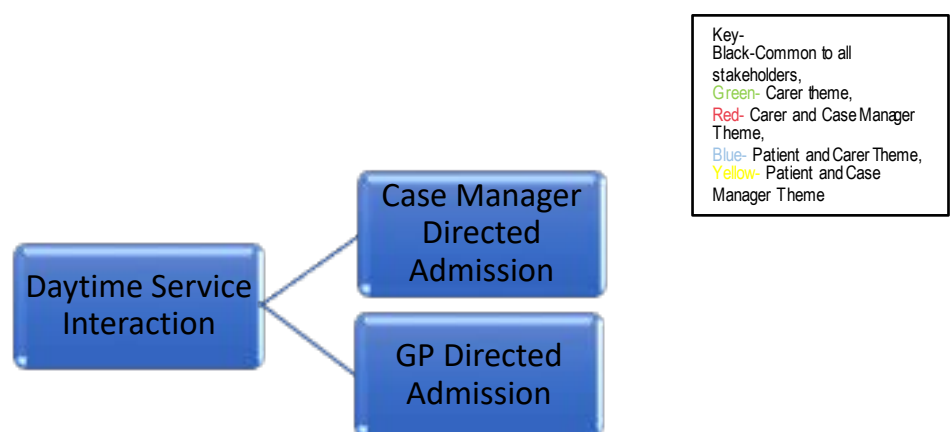 Key-
Black-Common to all
stakeholders,
Green- Carer theme,
Red- Carer and Case Manager
Theme,
Blue- Patient and Carer Theme,
Yellow- Patient and Case
Manager Theme
Daytime Service
Interaction
Case Manager
Directed
Admission
GP Directed
Admission